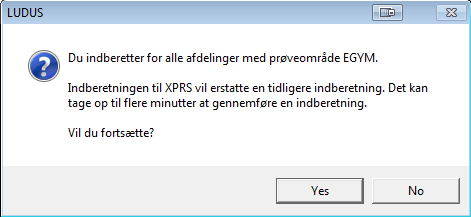 LUDUS
Du indberetter for alle afdelinger med prøveområde EGYM.
Indberetningen til XPRS vil erstatte en tidligere indberetning. Det kan
tage op til flere minutter at gennemføre en indberetning.
Vil du fortsætte?
Yes
No